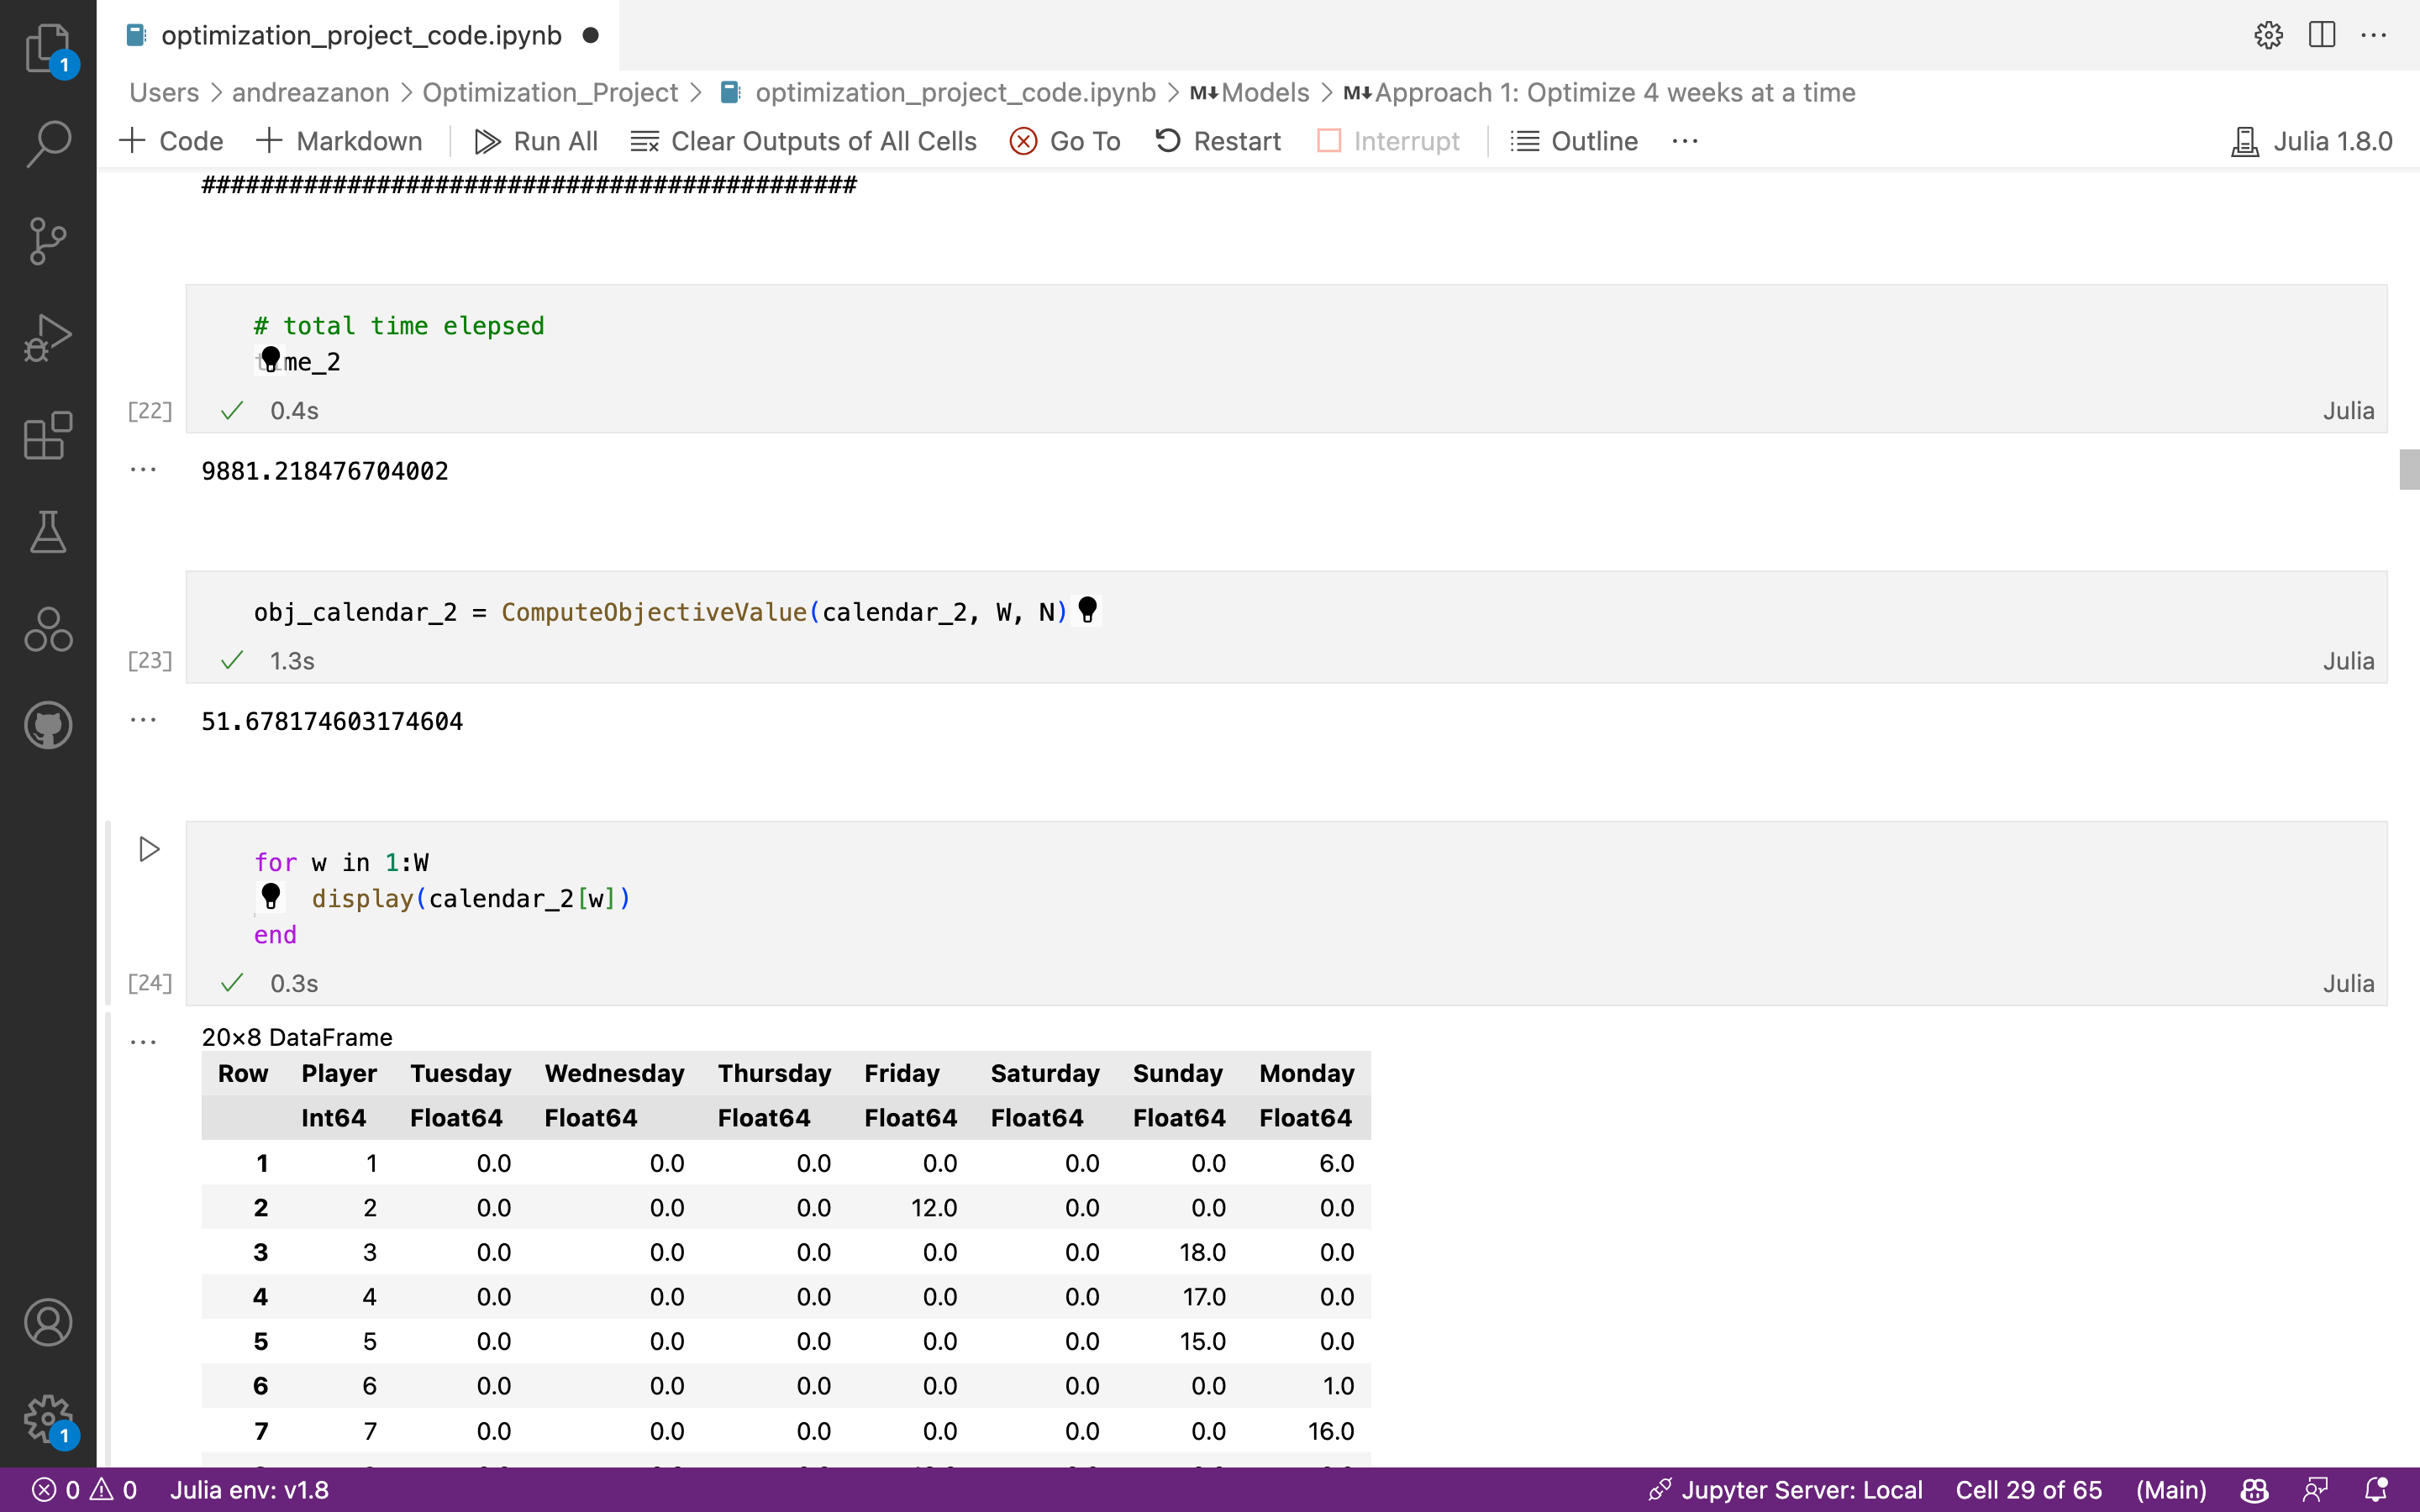 optimization_project_code.ipynb
1
Users > andreazanon > Optimization_Project > optimization_project_code.ipynb > M↓Models > M↓Approach 1: Optimize 4 weeks at a time
+ Code + Markdown Run All Clear Outputs of All Cells Go To Restart Interrupt Outline ... Julia 1.8.0
#############################################
# total time elepsed
me_2
[22] 0.4s Julia
... 9881.218476704002
obj_calendar_2 = ComputeObjectiveValue(calendar_2, W, N)
[23] 1.3s Julia
... 51.678174603174604
for w in 1:W
display(calendar_2[w])
end
[24] 0.3s Julia
... 20×8 DataFrame
Row Player Tuesday Wednesday Thursday Friday Saturday Sunday Monday
Int64 Float64 Float64 Float64 Float64 Float64 Float64 Float64
1 1 0.0 0.0 0.0 0.0 0.0 0.0 6.0
2 2 0.0 0.0 0.0 12.0 0.0 0.0 0.0
3 3 0.0 0.0 0.0 0.0 0.0 18.0 0.0
4 4 0.0 0.0 0.0 0.0 0.0 17.0 0.0
5 5 0.0 0.0 0.0 0.0 0.0 15.0 0.0
6 6 0.0 0.0 0.0 0.0 0.0 0.0 1.0
7 7 0.0 0.0 0.0 0.0 0.0 0.0 16.0
1
0 0 Julia env: v1.8 Jupyter Server: Local Cell 29 of 65 (Main)